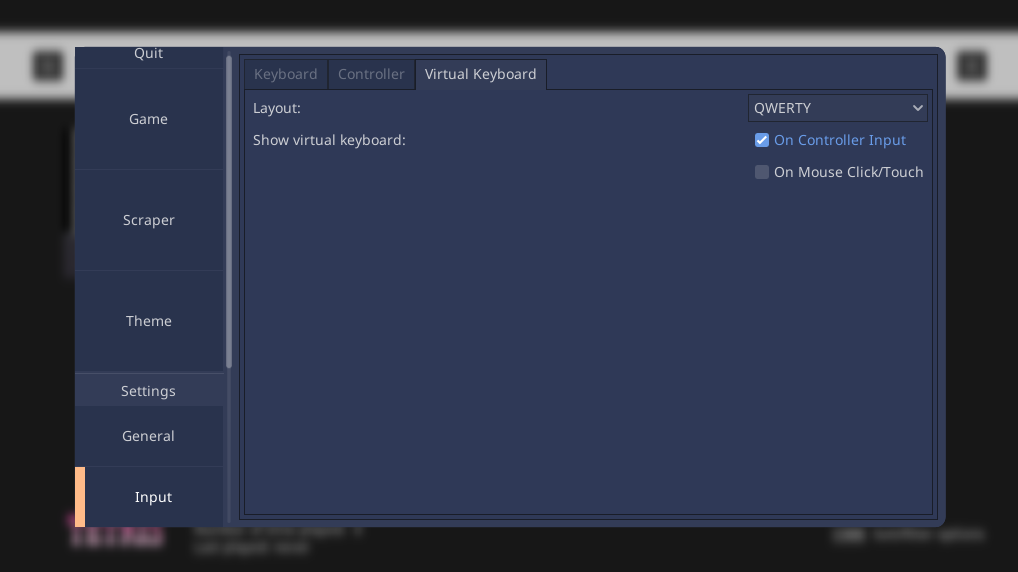 Quit
Game
Scraper
Theme
Settings
General
Input
Keyboard Controller Virtual Keyboard
Layout: QWERTY
Show virtual keyboard: On Controller Input
On Mouse Click/Touch